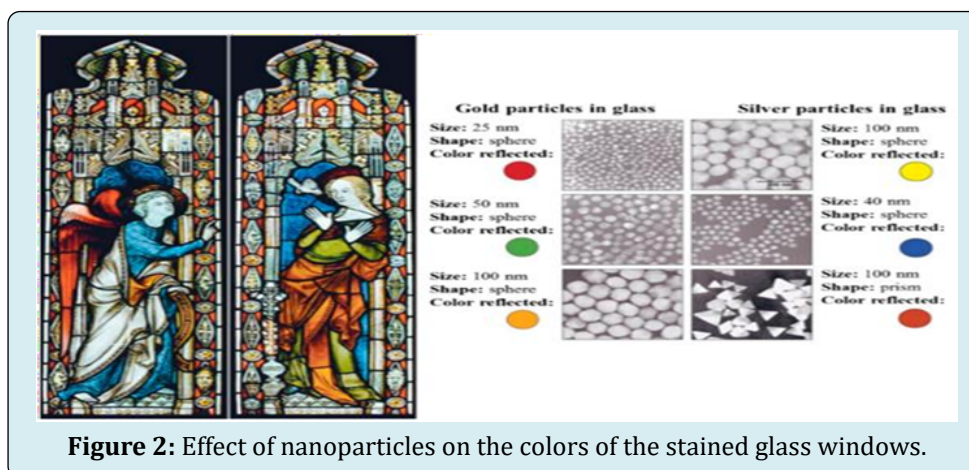 Gold particles in glass
Size: 25 nm
Shape: sphere
Color reflected:
50 nm
Shape: sphere
Color reflected:
Size: 100 nm
Shape: sphere
Color reflected:
Silver particles in glass
Size: 100 nm
Shape: sphere
Color reflected:
Size: 40 nm
Shape: sphere
Color reflected:
Size: 100 nm
Shape: prism
Color reflected:
Figure 2: Effect of nanoparticles on the colors of the stained glass windows.